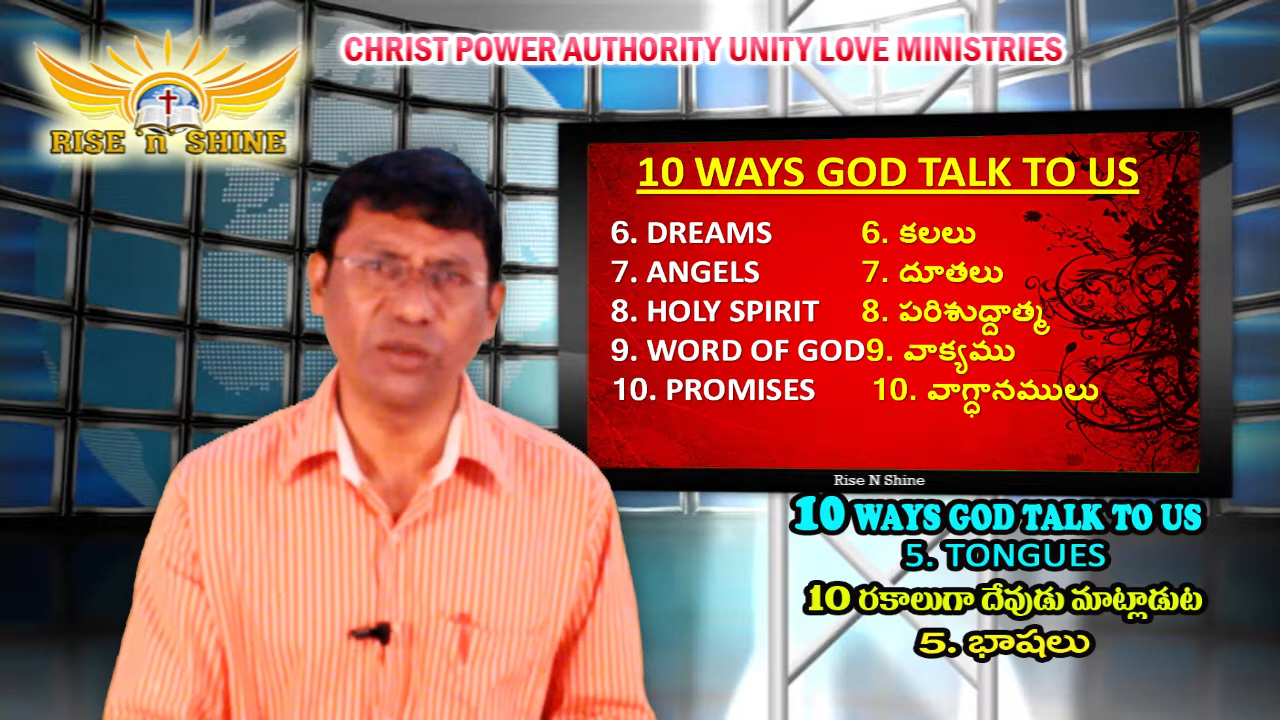 CHRIST POWER AUTHORITY UNITY LOVE MINISTRIES
RISE 'n' SHINE
10 WAYS GOD TALK TO US
6. DREAMS 6. కలలు
7. ANGELS 7. దూతలు
8. HOLY SPIRIT 8. పరిశుద్దాత్మ
9. WORD OF GOD 9. వాక్యము
10. PROMISES 10. వాగ్ధానములు
Rise N Shine
10 WAYS GOD TALK TO US
5. TONGUES
10 రకాలుగా దేవుడు మాట్లాడుట
5. భాషలు